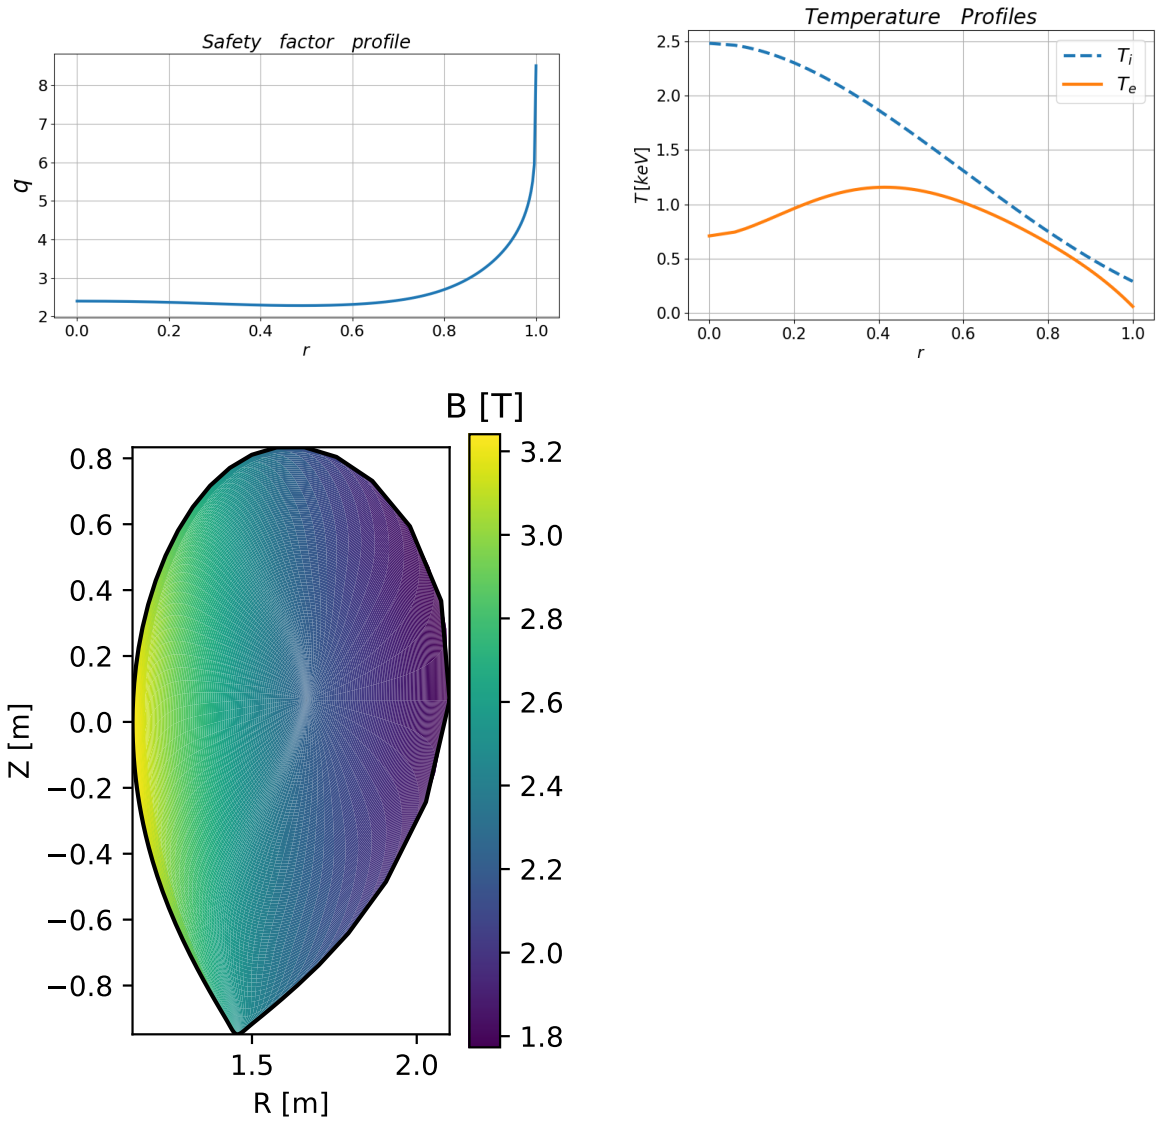 Safety factor profile
q
8
7
6
5
4
3
2
0.0 0.2 0.4 0.6 0.8 1.0
r
Temperature Profiles
T [keV]
2.5
2.0
1.5
1.0
0.5
0.0
T_i
T_e
0.0 0.2 0.4 0.6 0.8 1.0
r
B [T]
Z [m]
0.8
0.6
0.4
0.2
0.0
−0.2
−0.4
−0.6
−0.8
1.5 2.0
R [m]
3.2
3.0
2.8
2.6
2.4
2.2
2.0
1.8